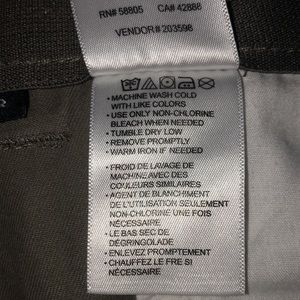 RN# 58805 CA# 42888
VENDOR# 203598
• MACHINE WASH COLD
WITH LIKE COLORS
• USE ONLY NON-CHLORINE
BLEACH WHEN NEEDED
• TUMBLE DRY LOW
• REMOVE PROMPTLY
• WARM IRON IF NEEDED
• FROID DE LAVAGE DE
MACHINE AVEC DES
COULEURS SIMILAIRES
• AGENT DE BLANCHIMENT
DE L'UTILISATION SEULEMENT
NON-CHLORINE UNE FOIS
NÉCESSAIRE
• LE BAS SEC DE
DÉGRINGOLADE
• ENLEVEZ PROMPTEMENT
• CHAUFFEZ LE FRE SI
NÉCESSAIRE